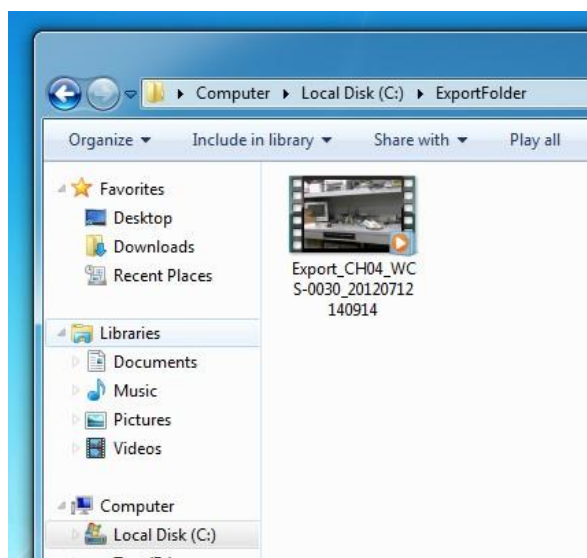 Computer ▸ Local Disk (C:) ▸ ExportFolder
Organize Include in library Share with Play all
Favorites
Desktop
Downloads
Recent Places
Libraries
Documents
Music
Pictures
Videos
Computer
Local Disk (C:)
Export_CH04_WC
S-0030_20120712
140914